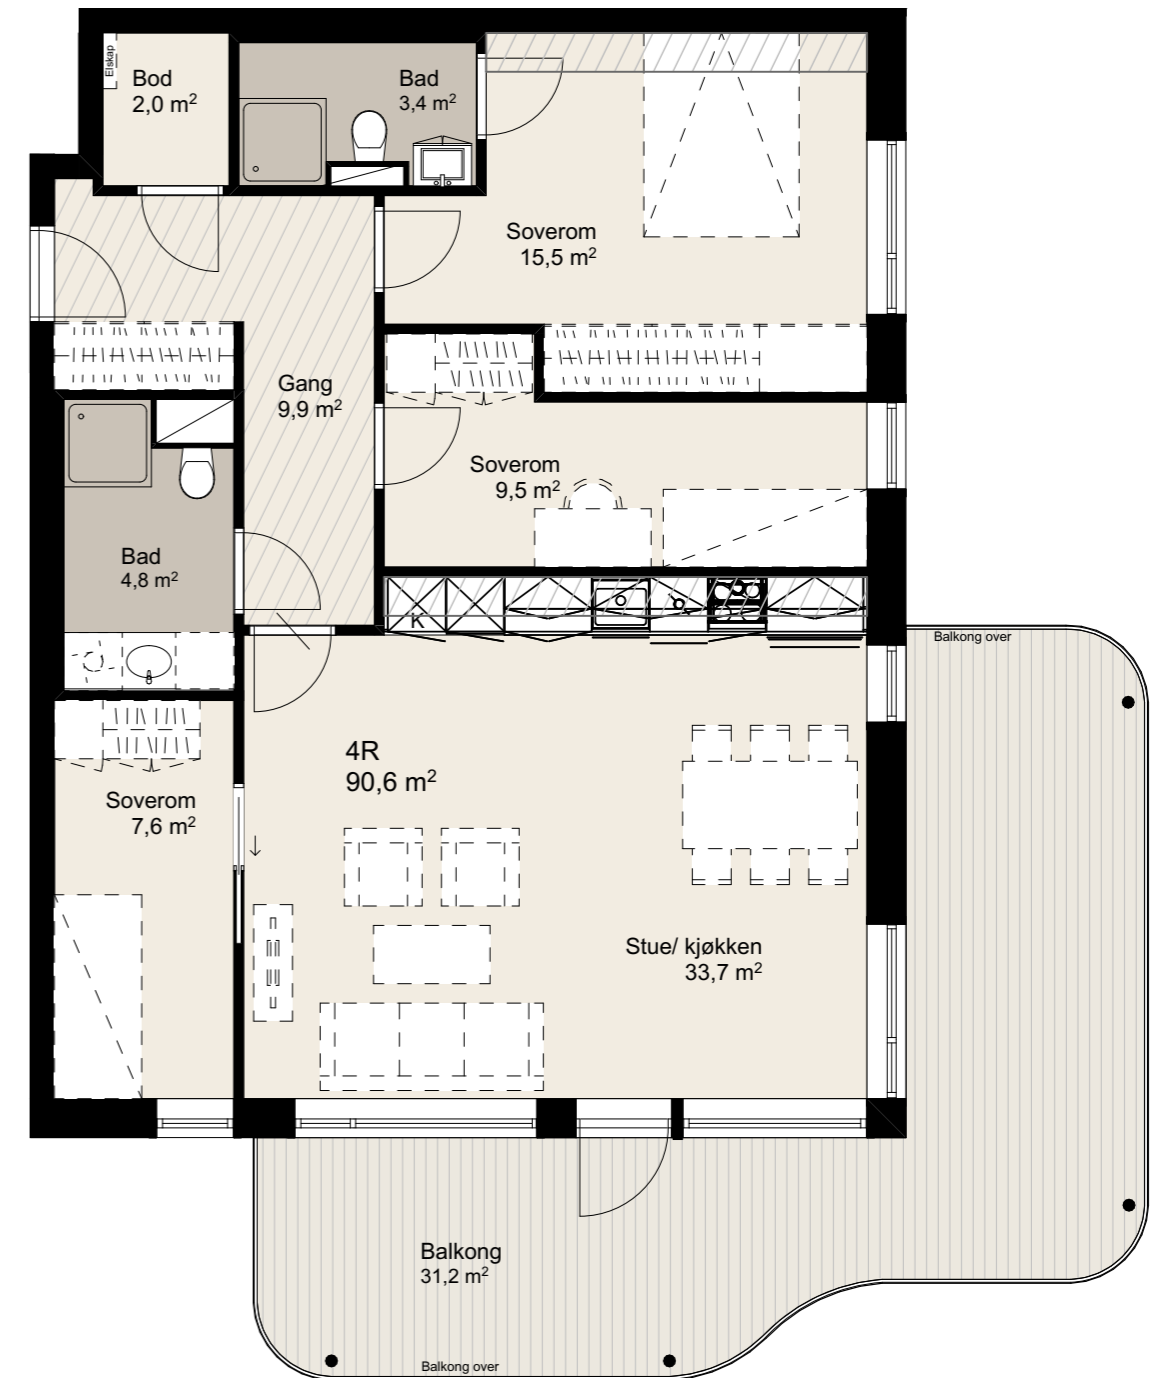 Elskap
Bod
2,0 m²
Bad
3,4 m²
Soverom
15,5 m²
Gang
9,9 m²
Soverom
9,5 m²
Bad
4,8 m²
K
Balkong over
4R
90,6 m²
Soverom
7,6 m²
Stue/ kjøkken
33,7 m²
Balkong
31,2 m²
Balkong over